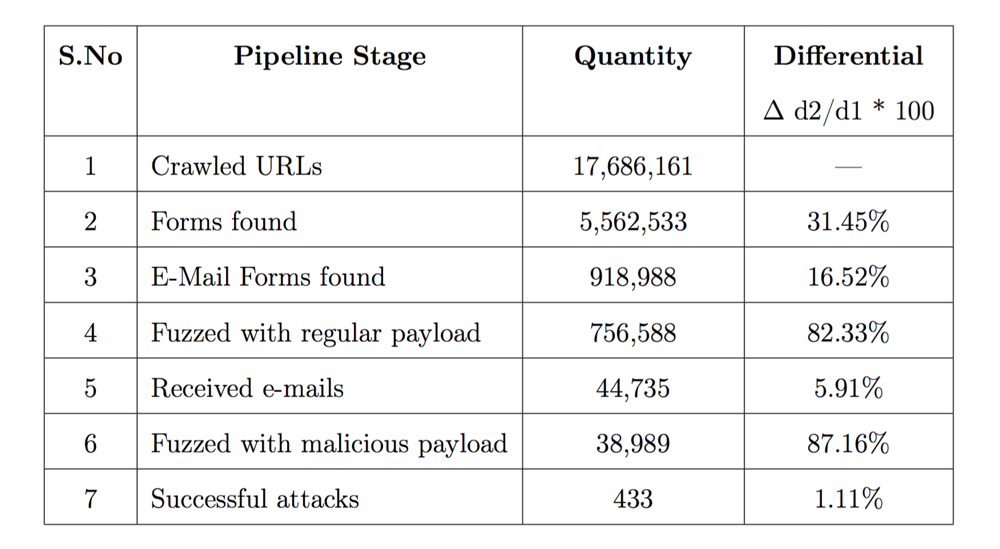 S.No Pipeline Stage Quantity Differential
Δ d2/d1 * 100
1 Crawled URLs 17,686,161 —
2 Forms found 5,562,533 31.45%
3 E-Mail Forms found 918,988 16.52%
4 Fuzzed with regular payload 756,588 82.33%
5 Received e-mails 44,735 5.91%
6 Fuzzed with malicious payload 38,989 87.16%
7 Successful attacks 433 1.11%